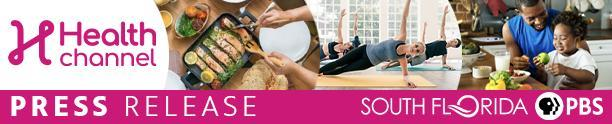 Health
channel
PRESS RELEASE
SOUTH FLORIDA PBS